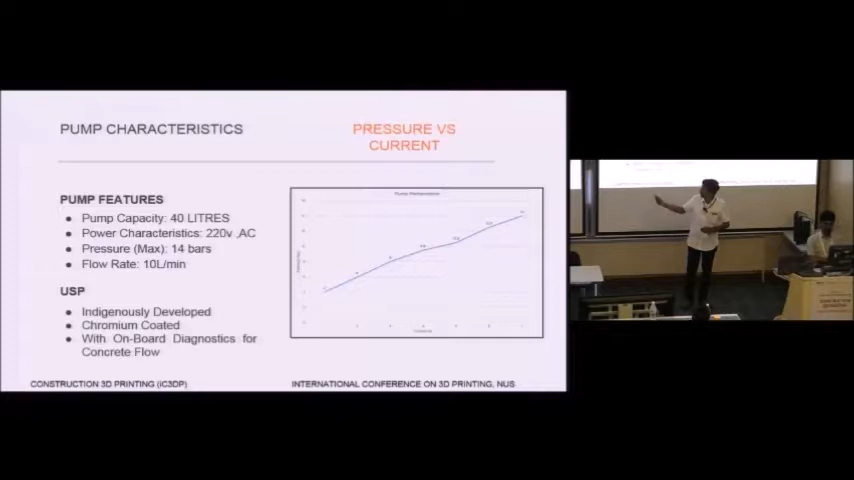 PUMP CHARACTERISTICS
PRESSURE VS
CURRENT
PUMP FEATURES
● Pump Capacity: 40 LITRES
● Power Characteristics: 220v ,AC
● Pressure (Max): 14 bars
● Flow Rate: 10L/min
USP
● Indigenously Developed
● Chromium Coated
● With On-Board Diagnostics for
Concrete Flow
CONSTRUCTION 3D PRINTING (iC3DP)
INTERNATIONAL CONFERENCE ON 3D PRINTING, NUS